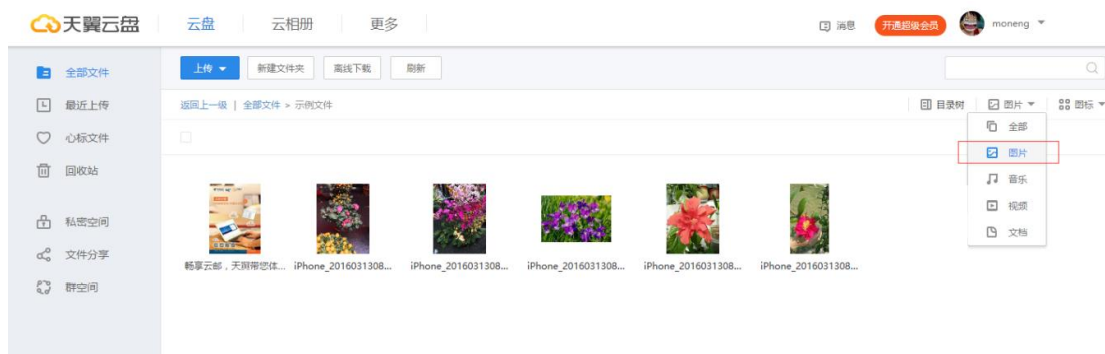 天翼云盘 云盘 云相册 更多 消息 开通超级会员 moneng
全部文件
最近上传
心标文件
回收站
私密空间
文件分享
群空间
上传 新建文件夹 离线下载 刷新
返回上一级 | 全部文件 » 示例文件 目录树 图片 图标
全部
图片
音乐
视频
文档
畅享云邮，天翼带您体... iPhone_2016031308... iPhone_2016031308... iPhone_2016031308... iPhone_2016031308... iPhone_2016031308...